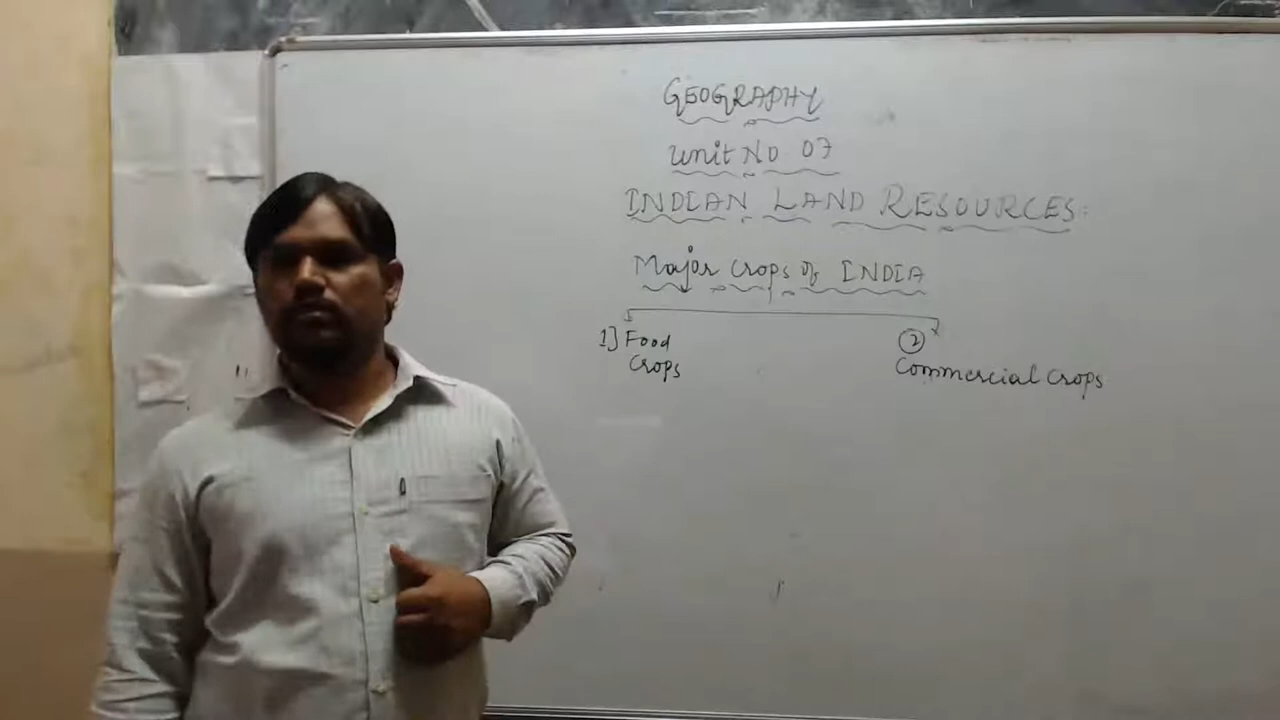 GEOGRAPHY
Unit No 07
INDIAN LAND RESOURCES:
Major crops of INDIA
1] Food
Crops
②
Commercial Crops